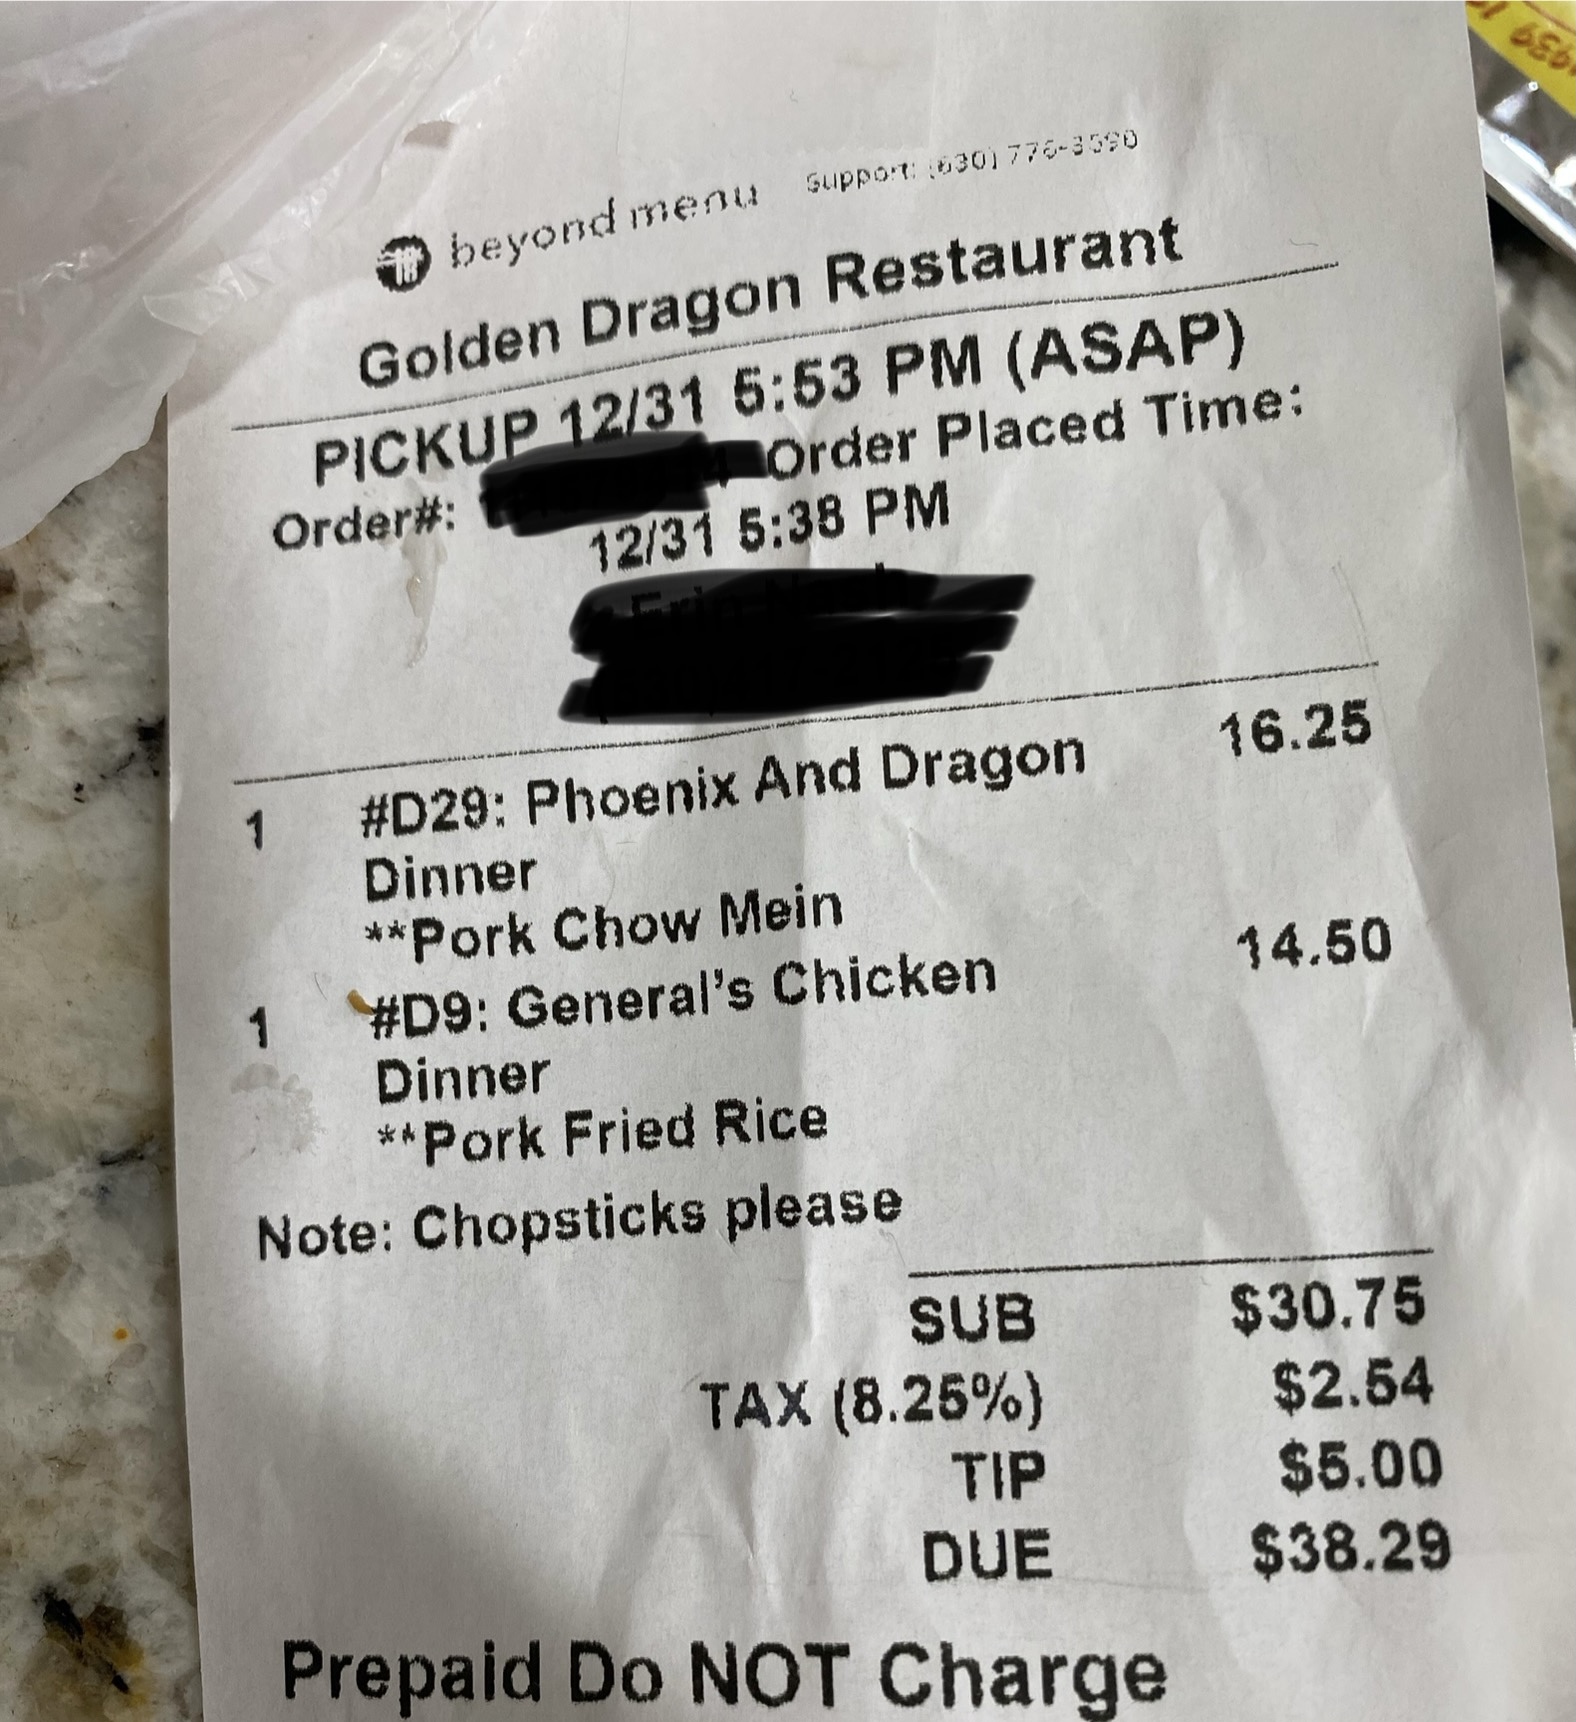 beyond menu Support: (630) 776-3590
Golden Dragon Restaurant
PICKUP 12/31 5:53 PM (ASAP)
Order#: Order Placed Time:
12/31 5:38 PM
1 #D29: Phoenix And Dragon 16.25
Dinner
**Pork Chow Mein
1 #D9: General's Chicken 14.50
Dinner
**Pork Fried Rice
Note: Chopsticks please
SUB $30.75
TAX (8.25%) $2.54
TIP $5.00
DUE $38.29
Prepaid Do NOT Charge